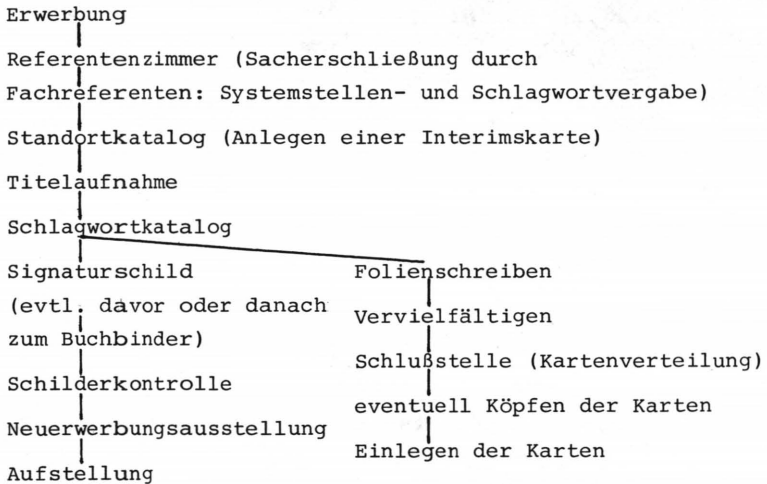 Erwerbung
Referentenzimmer (Sacherschließung durch
Fachreferenten: Systemstellen- und Schlagwortvergabe)
Standortkatalog (Anlegen einer Interimskarte)
Titelaufnahme
Schlagwortkatalog
Signaturschild
(evtl. davor oder danach
zum Buchbinder)
Schilderkontrolle
Neuerwerbungsausstellung
Aufstellung
Folienschreiben
Vervielfältigen
Schlußstelle (Kartenverteilung)
eventuell Köpfen der Karten
Einlegen der Karten